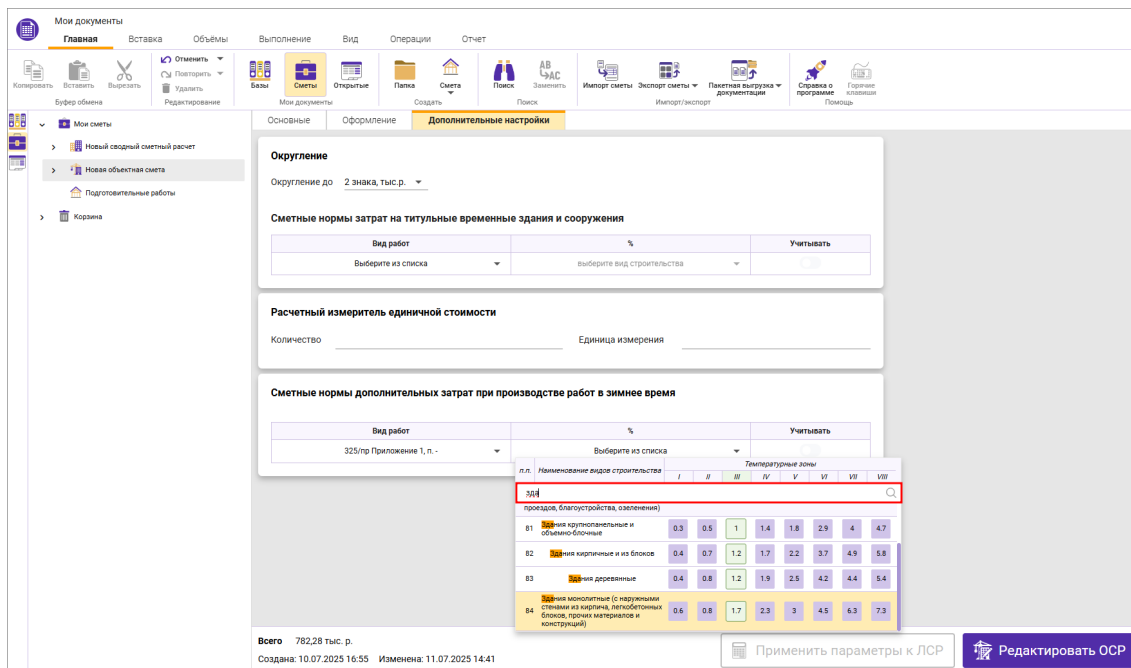 Мои документы
Главная Вставка Объёмы Выполнение Вид Операции Отчет
Копировать Вставить Вырезать
Буфер обмена
Отменить
Повторить
Удалить
Редактирование
Базы Сметы Открытые
Мои документы
Папка Смета
Создать
Поиск
AB
AC
Заменить
Поиск
Импорт сметы Экспорт сметы Пакетная выгрузка документации
Импорт/экспорт
Справка о программе Горячие клавиши
Помощь
Мои сметы
Новый сводный сметный расчет
Новая объектная смета
Подготовительные работы
Корзина
Основные Оформление Дополнительные настройки
Округление
Округление до 2 знака, тыс.р.
Сметные нормы затрат на титульные временные здания и сооружения
Вид работ % Учитывать
Выберите из списка выберите вид строительства
Расчетный измеритель единичной стоимости
Количество Единица измерения
Сметные нормы дополнительных затрат при производстве работ в зимнее время
Вид работ % Учитывать
325/пр Приложение 1, п. - Выберите из списка
п.п. Наименование видов строительства Температурные зоны
I II III IV V VI VII VIII
зда
проездов, благоустройства, озеленения)
81 Здания крупнопанельные и объемно-блочные 0.3 0.5 1 1.4 1.8 2.9 4 4.7
82 Здания кирпичные и из блоков 0.4 0.7 1.2 1.7 2.2 3.7 4.9 5.8
83 Здания деревянные 0.4 0.8 1.2 1.9 2.5 4.2 4.4 5.4
84 Здания монолитные (с наружными стенами из кирпича, легкобетонных блоков, прочих материалов и конструкций) 0.6 0.8 1.7 2.3 3 4.5 6.3 7.3
Всего 782,28 тыс. р.
Создана: 10.07.2025 16:55 Изменена: 11.07.2025 14:41
Применить параметры к ЛСР
Редактировать ОСР